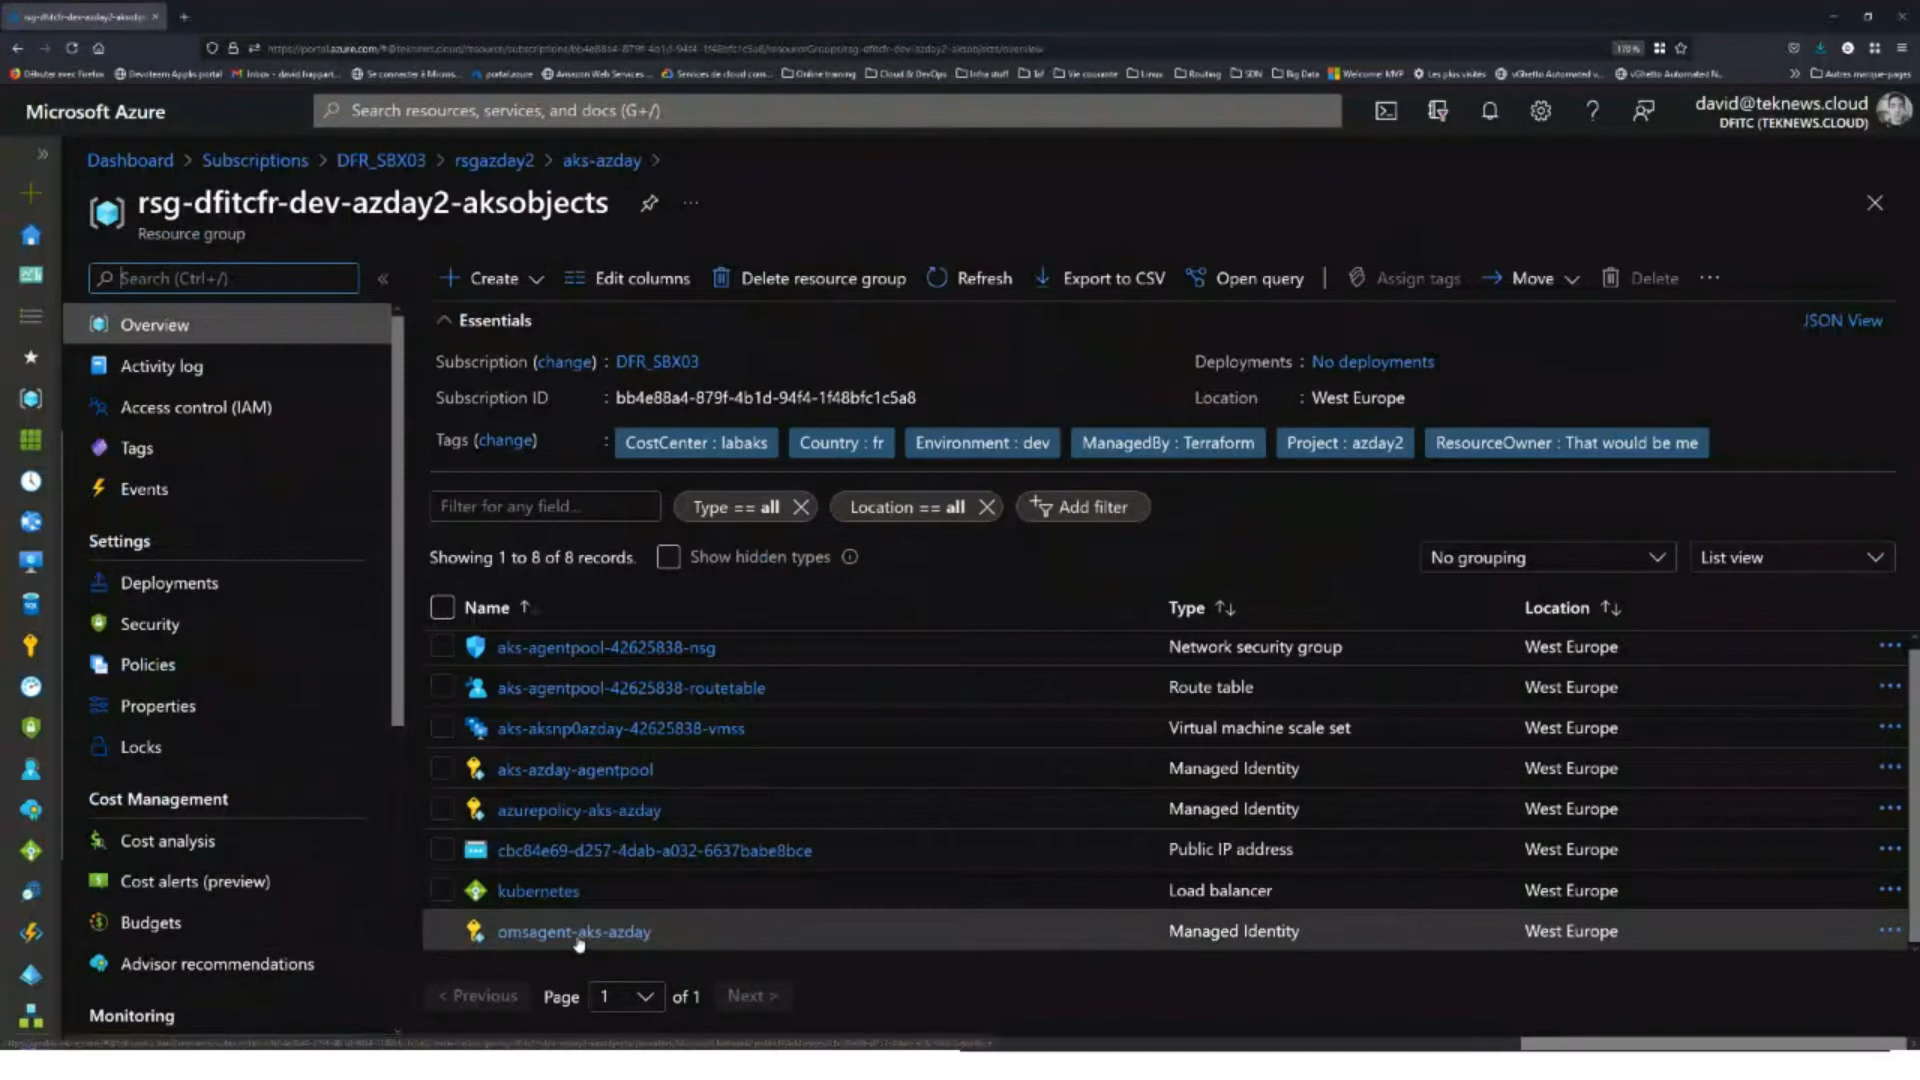 Microsoft Azure
Search resources, services, and docs (G+/)
david@teknews.cloud
DFITC (TEKNEWS.CLOUD)
Dashboard > Subscriptions > DFR_SBX03 > rsgazday2 > aks-azday >
rsg-dfitcfr-dev-azday2-aksobjects
Resource group
Search (Ctrl+/)
Create
Edit columns
Delete resource group
Refresh
Export to CSV
Open query
Assign tags
Move
Delete
Overview
Activity log
Access control (IAM)
Tags
Events
Settings
Deployments
Security
Policies
Properties
Locks
Cost Management
Cost analysis
Cost alerts (preview)
Budgets
Advisor recommendations
Monitoring
Essentials
JSON View
Subscription (change) : DFR_SBX03
Deployments : No deployments
Subscription ID : bb4e88a4-879f-4b1d-94f4-1f48bfc1c5a8
Location : West Europe
Tags (change) : CostCenter : labaks Country : fr Environment : dev ManagedBy : Terraform Project : azday2 ResourceOwner : That would be me
Filter for any field...
Type == all
Location == all
Add filter
Showing 1 to 8 of 8 records.
Show hidden types
No grouping
List view
Name Type Location
aks-agentpool-42625838-nsg Network security group West Europe
aks-agentpool-42625838-routetable Route table West Europe
aks-aksnp0azday-42625838-vmss Virtual machine scale set West Europe
aks-azday-agentpool Managed Identity West Europe
azurepolicy-aks-azday Managed Identity West Europe
cbc84e69-d257-4dab-a032-6637babe8bce Public IP address West Europe
kubernetes Load balancer West Europe
omsagent-aks-azday Managed Identity West Europe
< Previous Page 1 of 1 Next >